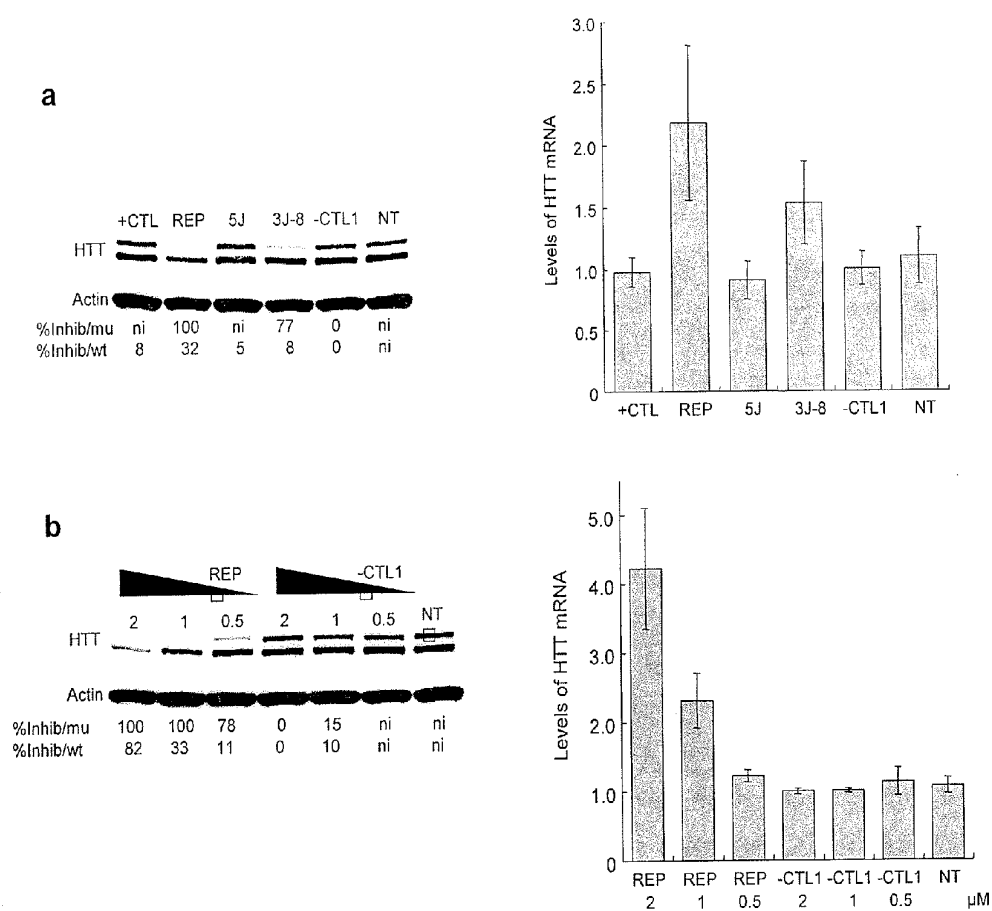 a
+CTL REP 5J 3J-8 -CTL1 NT
HTT
Actin
%Inhib/mu ni 100 ni 77 0 ni
%Inhib/wt 8 32 5 8 0 ni
Levels of HTT mRNA
3.0
2.5
2.0
1.5
1.0
0.5
0
+CTL REP 5J 3J-8 -CTL1 NT
b
REP -CTL1
2 1 0.5 2 1 0.5 NT
HTT
Actin
%Inhib/mu 100 100 78 0 15 ni ni
%Inhib/wt 82 33 11 0 10 ni ni
Levels of HTT mRNA
5.0
4.0
3.0
2.0
1.0
0
REP REP REP -CTL1 -CTL1 -CTL1 NT
2 1 0.5 2 1 0.5 µM